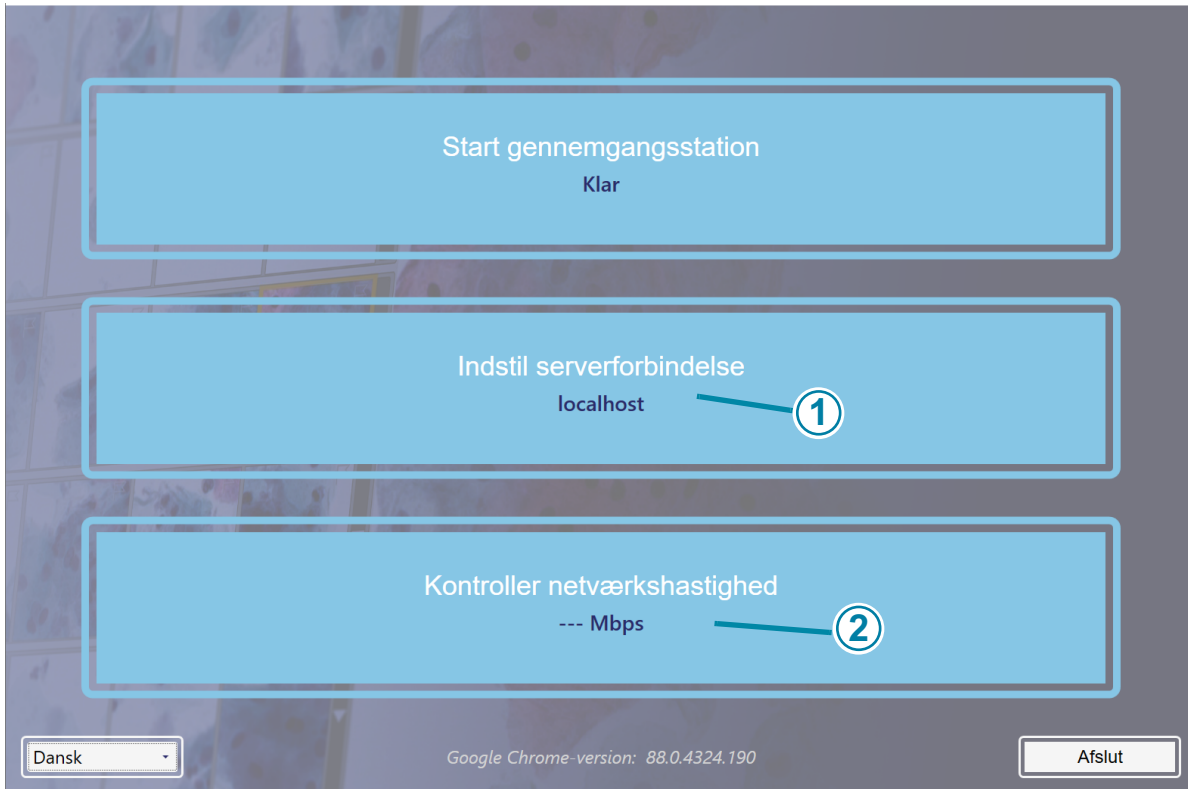 Start gennemgangsstation
Klar
Indstil serverforbindelse
localhost
1
Kontroller netværkshastighed
--- Mbps
2
Dansk
Google Chrome-version: 88.0.4324.190
Afslut